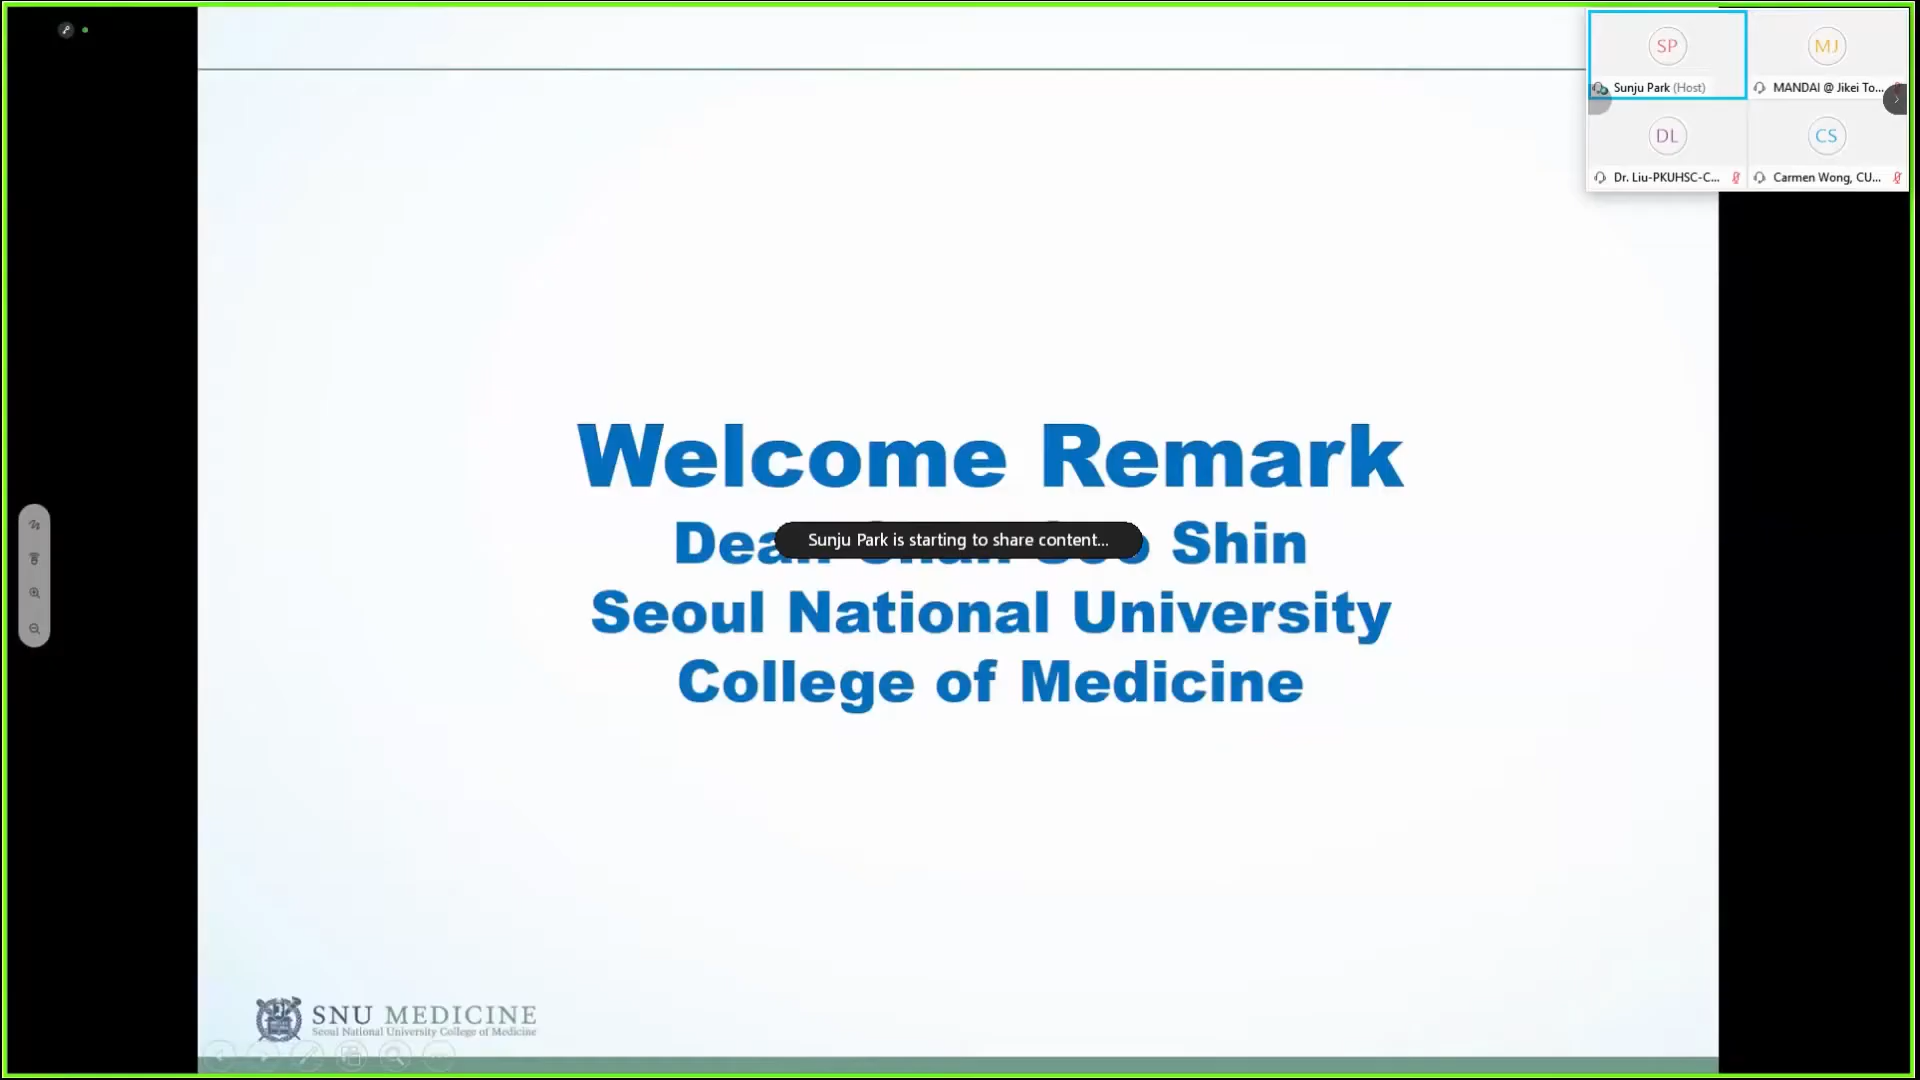 SP
MJ
Sunju Park (Host)
MANDAI @ Jikei To...
DL
CS
Dr. Liu-PKUHSC-C...
Carmen Wong, CU...
Welcome Remark
Shin
Sunju Park is starting to share content...
Seoul National University
College of Medicine
SNU MEDICINE
Seoul National University College of Medicine